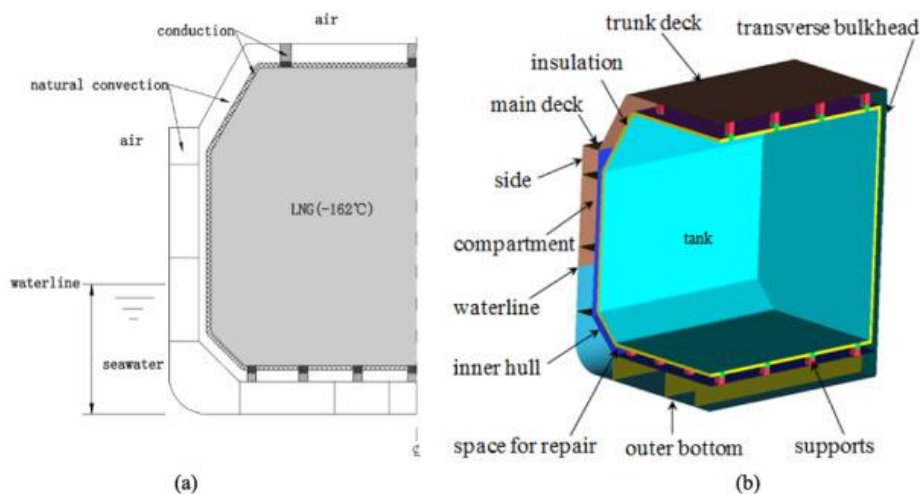 air
conduction
natural convection
air
LNG(-162℃)
waterline
seawater
(a)
trunk deck
transverse bulkhead
insulation
main deck
side
compartment
tank
waterline
inner hull
space for repair
outer bottom
supports
(b)